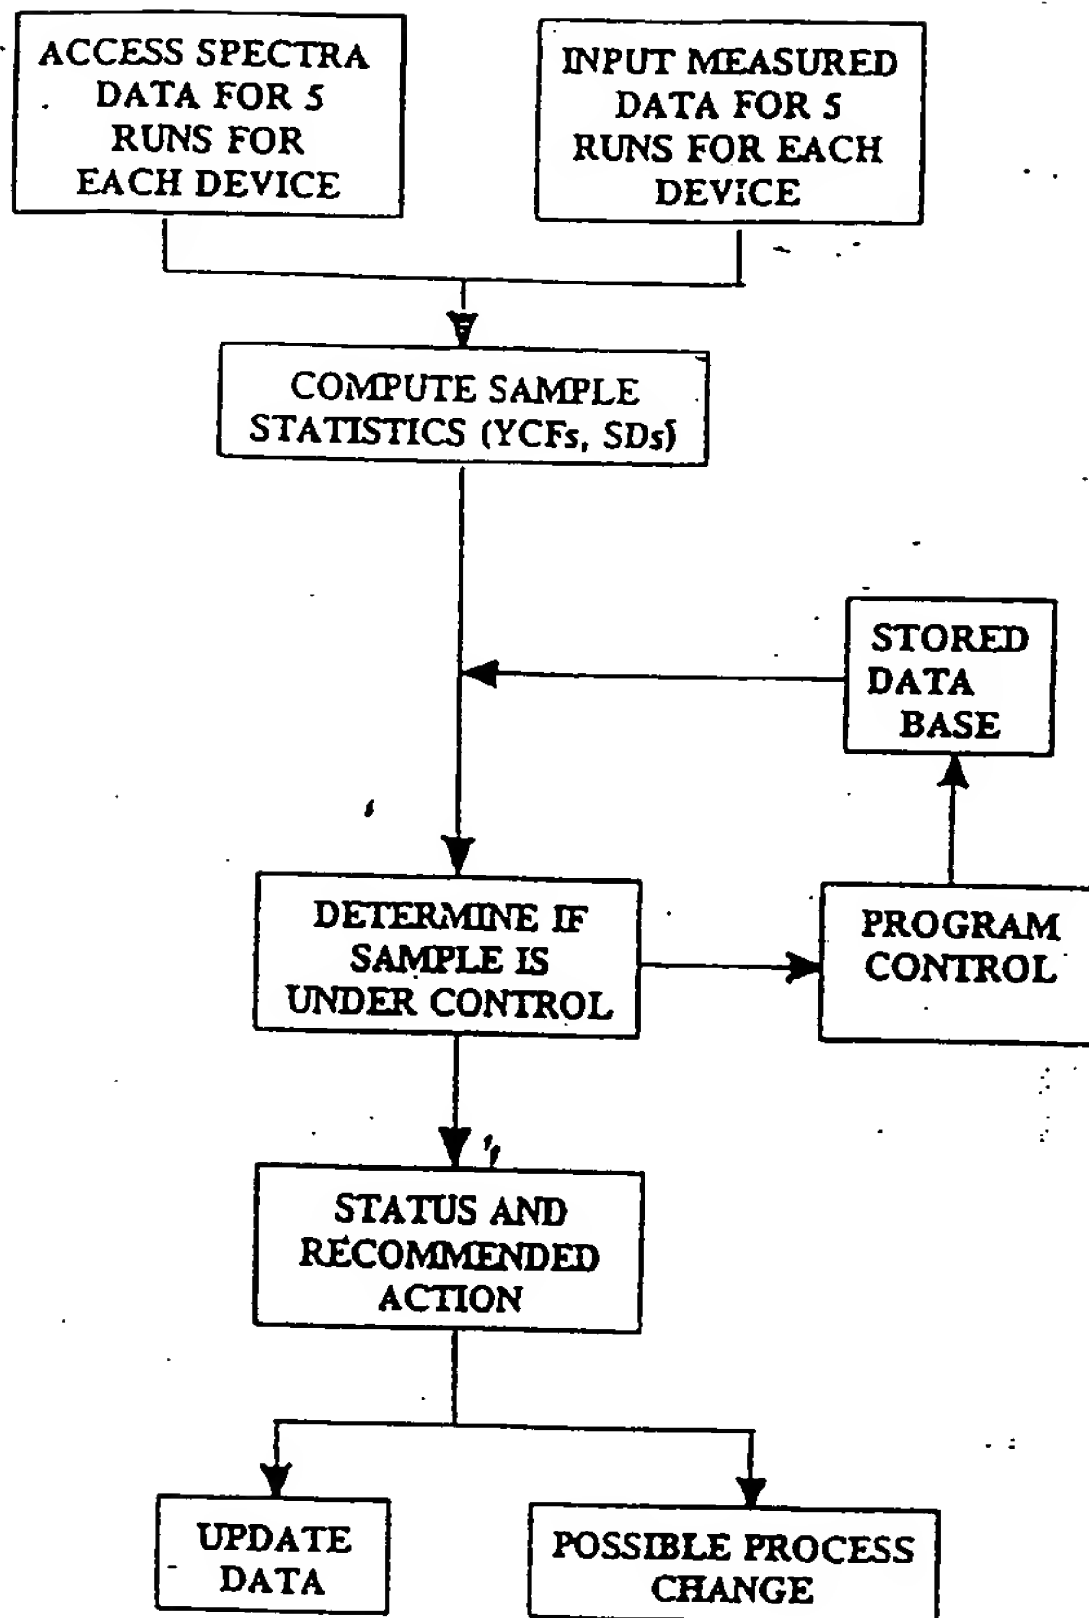 ACCESS SPECTRA
DATA FOR 5
RUNS FOR
EACH DEVICE
INPUT MEASURED
DATA FOR 5
RUNS FOR EACH
DEVICE
COMPUTE SAMPLE
STATISTICS (YCFs, SDs)
STORED
DATA
BASE
DETERMINE IF
SAMPLE IS
UNDER CONTROL
PROGRAM
CONTROL
STATUS AND
RECOMMENDED
ACTION
UPDATE
DATA
POSSIBLE PROCESS
CHANGE